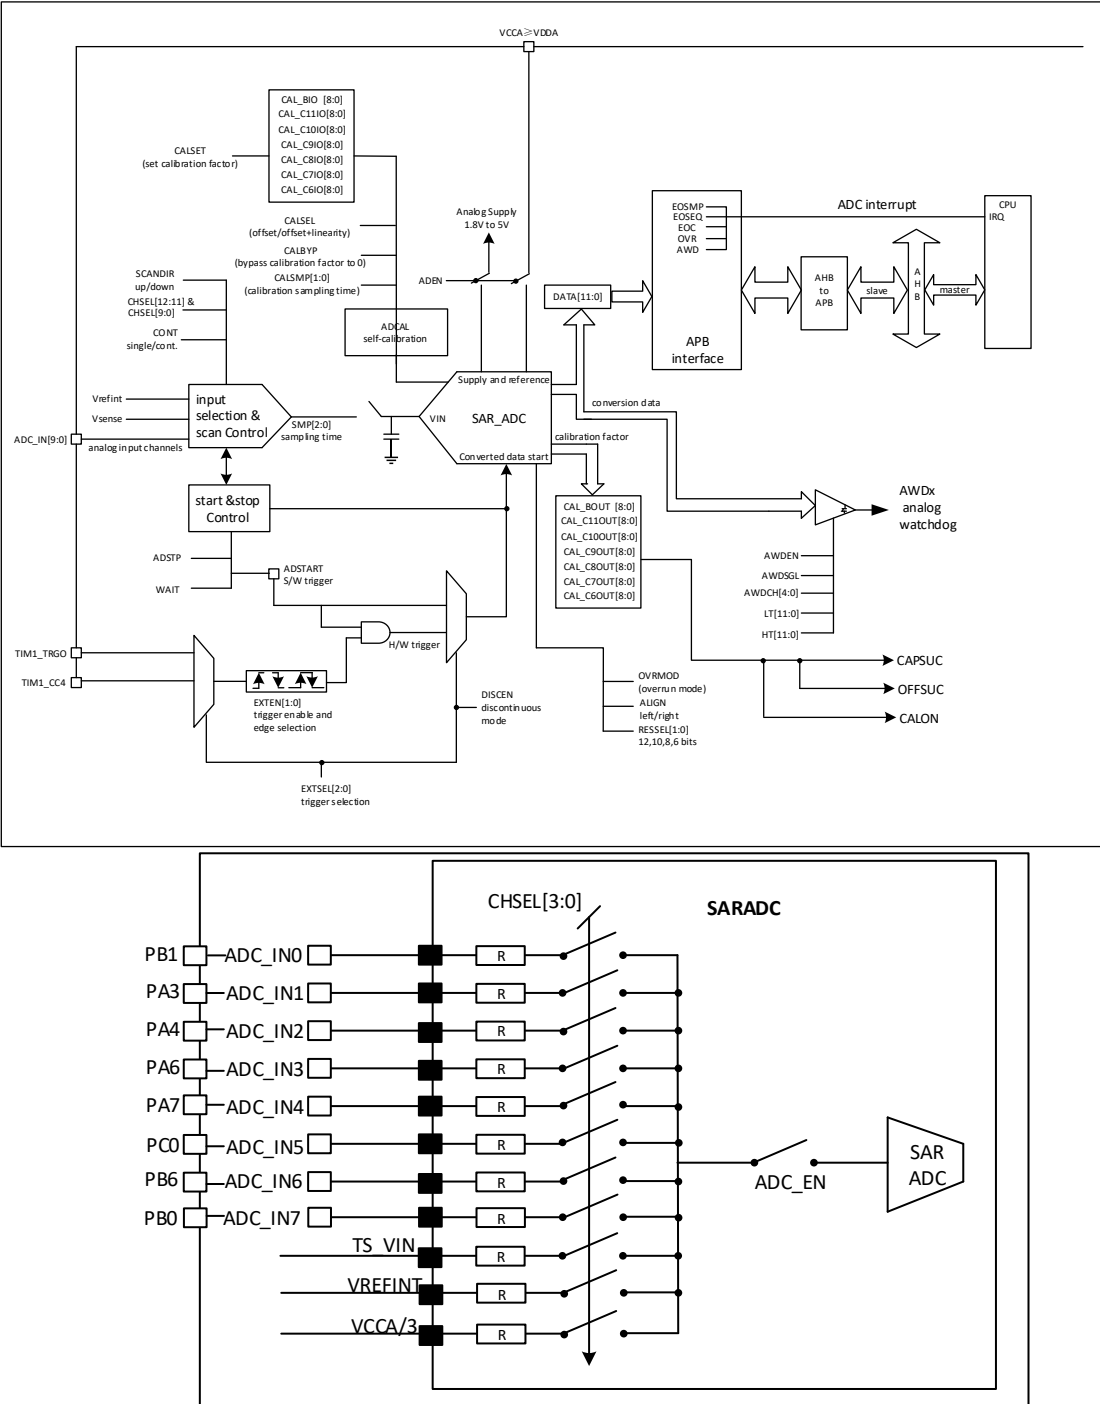 VCCA≥VDDA
CAL_BIO [8:0]
CAL_C11IO[8:0]
CAL_C10IO[8:0]
CAL_C9IO[8:0]
CAL_C8IO[8:0]
CAL_C7IO[8:0]
CAL_C6IO[8:0]
CALSET
(set calibration factor)
CALSEL
(offset/offset+linearity)
CALBYP
(bypass calibration factor to 0)
CALSMP[1:0]
(calibration sampling time)
ADCAL
self-calibration
Analog Supply
1.8V to 5V
ADEN
SCANDIR
up/down
CHSEL[12:11] &
CHSEL[9:0]
CONT
single/cont.
Vrefint
Vsense
ADC_IN[9:0]
analog input channels
input
selection &
scan Control
SMP[2:0]
sampling time
VIN
Supply and reference
SAR_ADC
Converted data start
DATA[11:0]
EOSMP
EOSEQ
EOC
OVR
AWD
APB
interface
ADC interrupt
AHB
to
APB
slave
A
H
B
master
CPU
IRQ
conversion data
calibration factor
start &stop
Control
ADSTP
WAIT
ADSTART
S/W trigger
H/W trigger
TIM1_TRGO
TIM1_CC4
EXTEN[1:0]
trigger enable and
edge selection
DISCEN
discontinuous
mode
EXTSEL[2:0]
trigger selection
CAL_BOUT [8:0]
CAL_C11OUT[8:0]
CAL_C10OUT[8:0]
CAL_C9OUT[8:0]
CAL_C8OUT[8:0]
CAL_C7OUT[8:0]
CAL_C6OUT[8:0]
AWDx
analog
watchdog
AWDEN
AWDSGL
AWDCH[4:0]
LT[11:0]
HT[11:0]
CAPSUC
OFFSUC
CALON
OVRMOD
(overrun mode)
ALIGN
left/right
RESSEL[1:0]
12,10,8,6 bits
CHSEL[3:0]
SARADC
PB1 ADC_IN0 R
PA3 ADC_IN1 R
PA4 ADC_IN2 R
PA6 ADC_IN3 R
PA7 ADC_IN4 R
PC0 ADC_IN5 R
PB6 ADC_IN6 R
PB0 ADC_IN7 R
TS_VIN R
VREFINT R
VCCA/3 R
ADC_EN
SAR
ADC